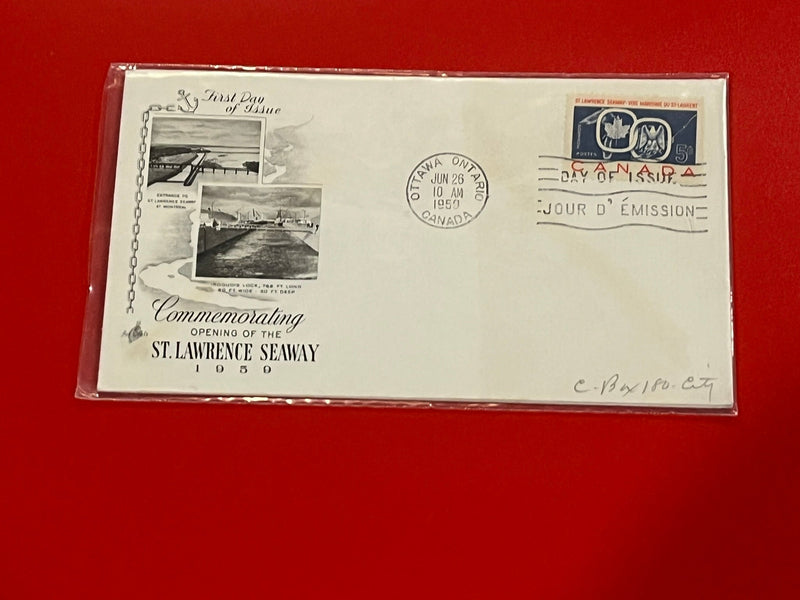 First Day
of Issue
ENTRANCE TO
ST. LAWRENCE SEAWAY
AT MONTREAL
IROQUOIS LOCK, 768 FT. LONG
80 FT. WIDE - 30 FT. DEEP
Commemorating
OPENING OF THE
ST. LAWRENCE SEAWAY
1959
OTTAWA ONTARIO
JUN 26
10 AM
1959
CANADA
ST. LAWRENCE SEAWAY · VOIE MARITIME DU ST-LAURENT
POSTES
5¢
CANADA
DAY OF ISSUE
JOUR D' ÉMISSION
C-Box 180-City